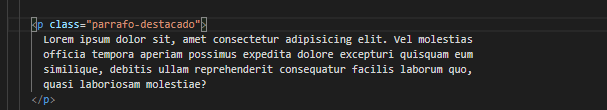 <p class="parrafo-destacado">
Lorem ipsum dolor sit, amet consectetur adipisicing elit. Vel molestias
officia tempora aperiam possimus expedita dolore excepturi quisquam eum
similique, debitis ullam reprehenderit consequatur facilis laborum quo,
quasi laboriosam molestiae?
</p>